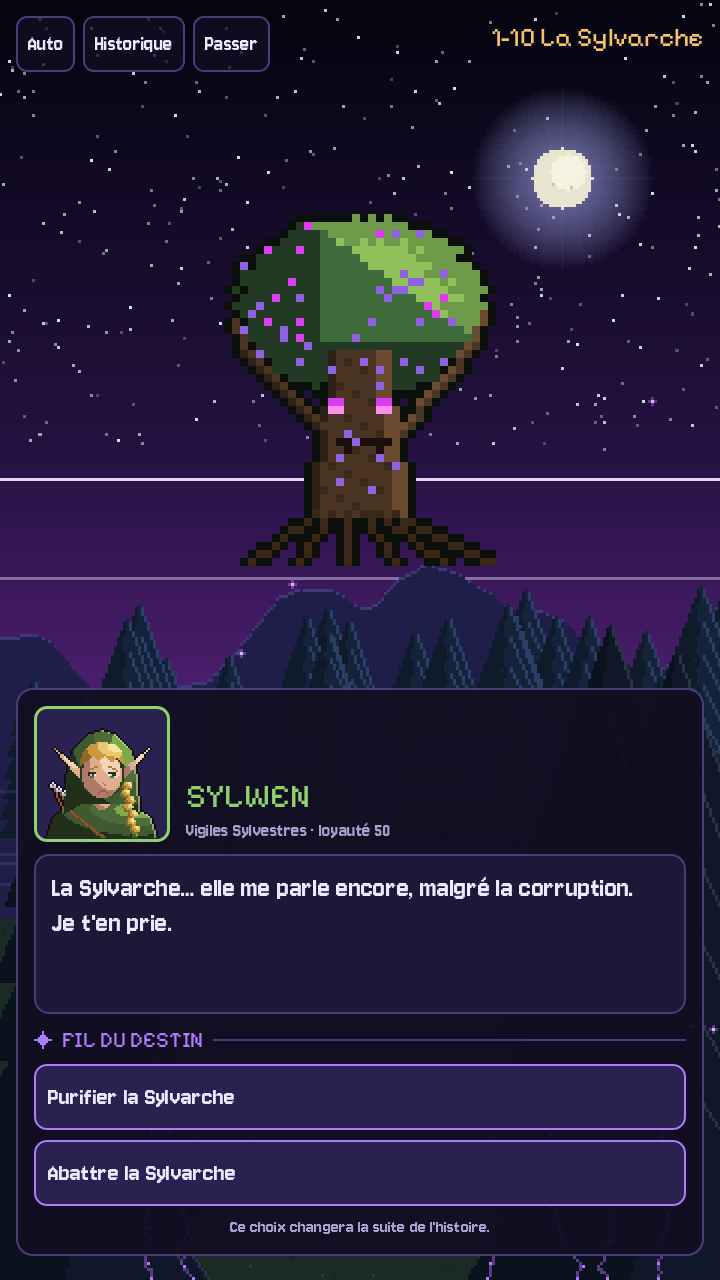 Auto
Historique
Passer
1-10 La Sylvarche
SYLWEN
Vigiles Sylvestres · loyauté 50
La Sylvarche... elle me parle encore, malgré la corruption.
Je t'en prie.
FIL DU DESTIN
Purifier la Sylvarche
Abattre la Sylvarche
Ce choix changera la suite de l'histoire.